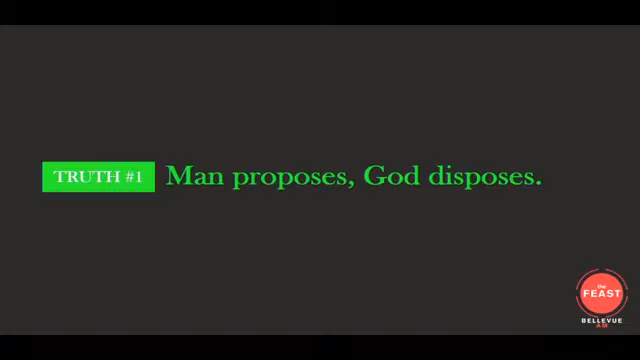 TRUTH #1 Man proposes, God disposes.
the
FEAST
BELLEVUE
AM